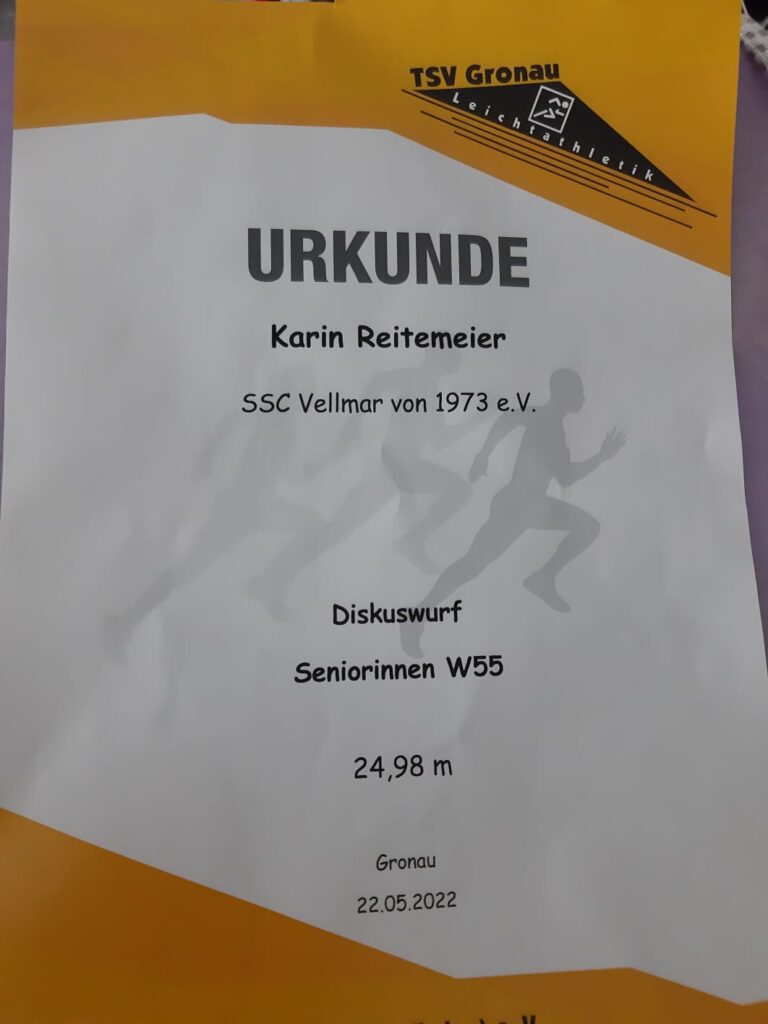 TSV Gronau
Leichtathletik
URKUNDE
Karin Reitemeier
SSC Vellmar von 1973 e.V.
Diskuswurf
Seniorinnen W55
24,98 m
Gronau
22.05.2022